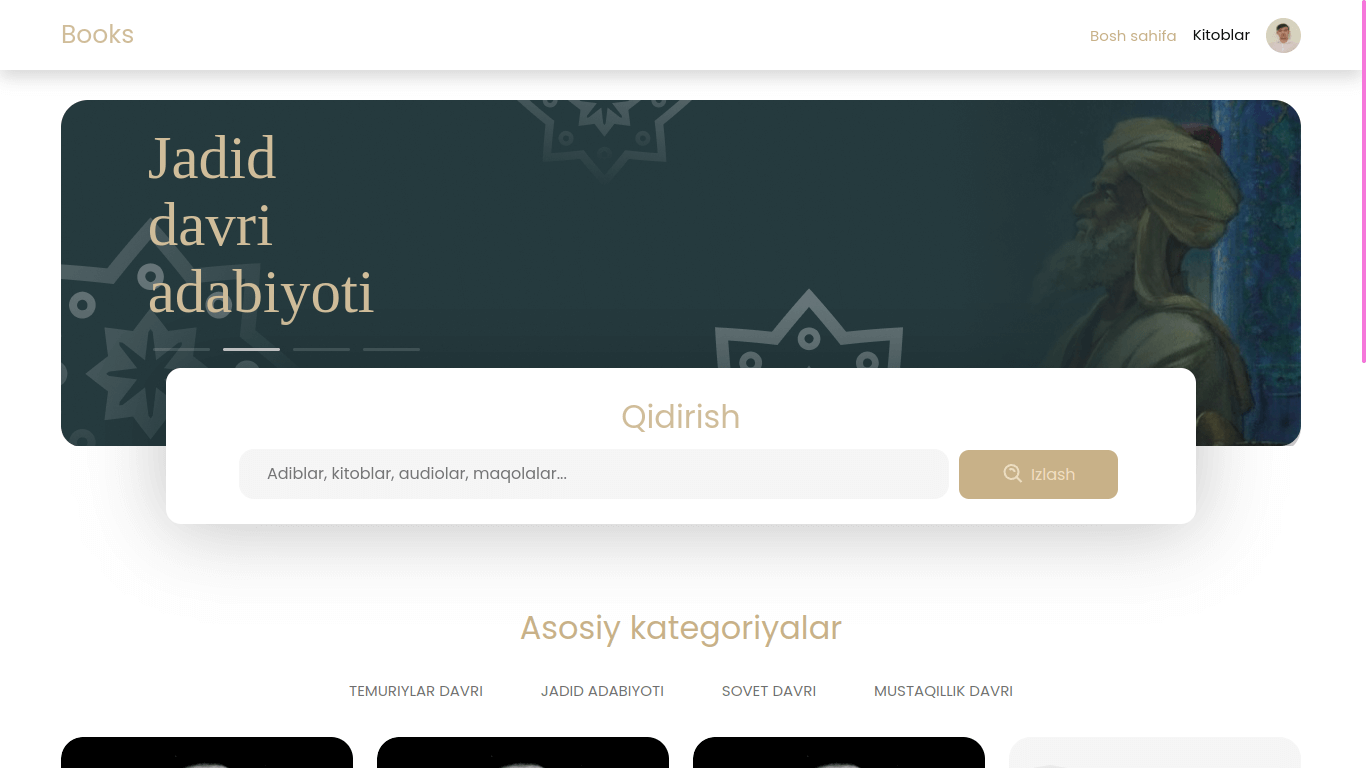 Books
Bosh sahifa Kitoblar
Jadid
davri
adabiyoti
Qidirish
Adiblar, kitoblar, audiolar, maqolalar...
Izlash
Asosiy kategoriyalar
TEMURIYLAR DAVRI JADID ADABIYOTI SOVET DAVRI MUSTAQILLIK DAVRI